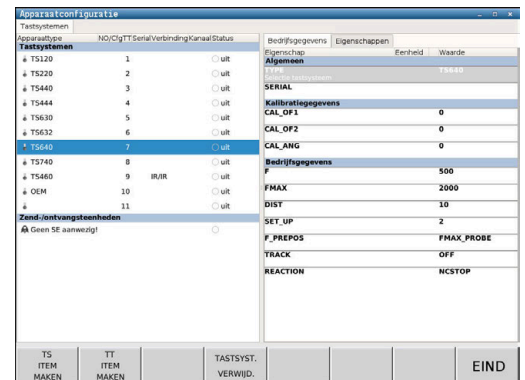 Apparaatconfiguratie
Tastsystemen
Apparaattype NO/CfgTT Serial Verbinding Kanaal Status
Tastsystemen
TS120 1 uit
TS220 2 uit
TS440 3 uit
TS444 4 uit
TS630 5 uit
TS632 6 uit
TS640 7 uit
TS740 8 uit
TS460 9 IR/IR uit
OEM 10 uit
11 uit
Zend-/ontvangsteenheden
Geen SE aanwezig!
Bedrijfsgegevens Eigenschappen
Eigenschap Eenheid Waarde
Algemeen
TYPE TS640
Selectie tastsysteem
SERIAL
Kalibratiegegevens
CAL_OF1 0
CAL_OF2 0
CAL_ANG 0
Bedrijfsgegevens
F 500
FMAX 2000
DIST 10
SET_UP 2
F_PREPOS FMAX_PROBE
TRACK OFF
REACTION NCSTOP
TS
ITEM
MAKEN
TT
ITEM
MAKEN
TASTSYST.
VERWIJD.
EIND